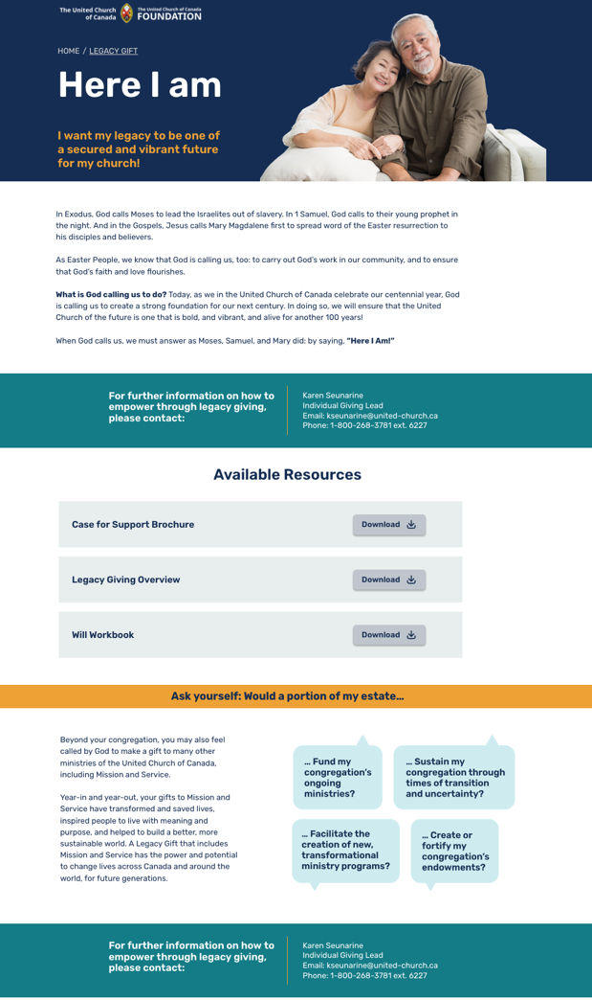 The United Church
of Canada
The United Church of Canada
FOUNDATION
HOME / LEGACY GIFT
Here I am
I want my legacy to be one of
a secured and vibrant future
for my church!
In Exodus, God calls Moses to lead the Israelites out of slavery. In 1 Samuel, God calls to their young prophet in
the night. And in the Gospels, Jesus calls Mary Magdalene first to spread word of the Easter resurrection to
his disciples and believers.
As Easter People, we know that God is calling us, too: to carry out God's work in our community, and to ensure
that God's faith and love flourishes.
What is God calling us to do? Today, as we in the United Church of Canada celebrate our centennial year, God
is calling us to create a strong foundation for our next century. In doing so, we will ensure that the United
Church of the future is one that is bold, and vibrant, and alive for another 100 years!
When God calls us, we must answer as Moses, Samuel, and Mary did: by saying, "Here I Am!"
For further information on how to
empower through legacy giving,
please contact:
Karen Seunarine
Individual Giving Lead
Email: kseunarine@united-church.ca
Phone: 1-800-268-3781 ext. 6227
Available Resources
Case for Support Brochure
Download
Legacy Giving Overview
Download
Will Workbook
Download
Ask yourself: Would a portion of my estate…
Beyond your congregation, you may also feel
called by God to make a gift to many other
ministries of the United Church of Canada,
including Mission and Service.
Year-in and year-out, your gifts to Mission and
Service have transformed and saved lives,
inspired people to live with meaning and
purpose, and helped to build a better, more
sustainable world. A Legacy Gift that includes
Mission and Service has the power and potential
to change lives across Canada and around the
world, for future generations.
… Fund my
congregation's
ongoing
ministries?
… Sustain my
congregation through
times of transition
and uncertainty?
… Facilitate the
creation of new,
transformational
ministry programs?
… Create or
fortify my
congregation's
endowments?
For further information on how to
empower through legacy giving,
please contact:
Karen Seunarine
Individual Giving Lead
Email: kseunarine@united-church.ca
Phone: 1-800-268-3781 ext. 6227